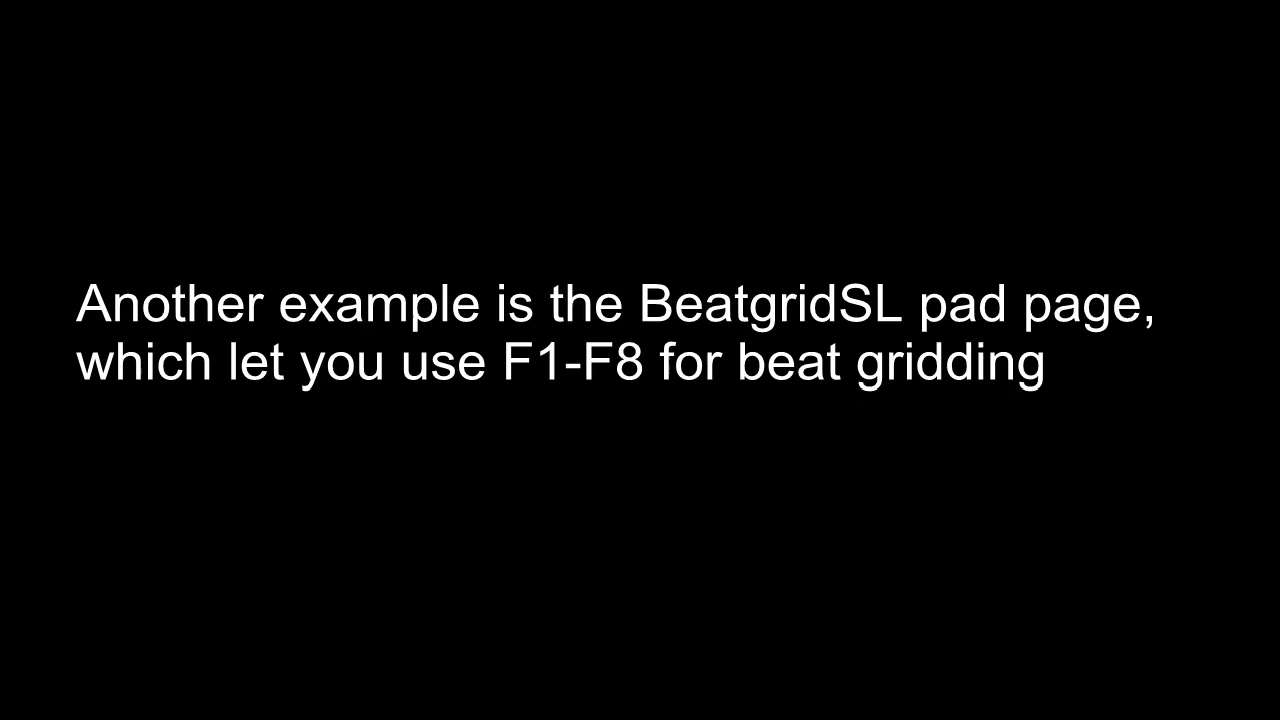 Another example is the BeatgridSL pad page,
which let you use F1-F8 for beat gridding